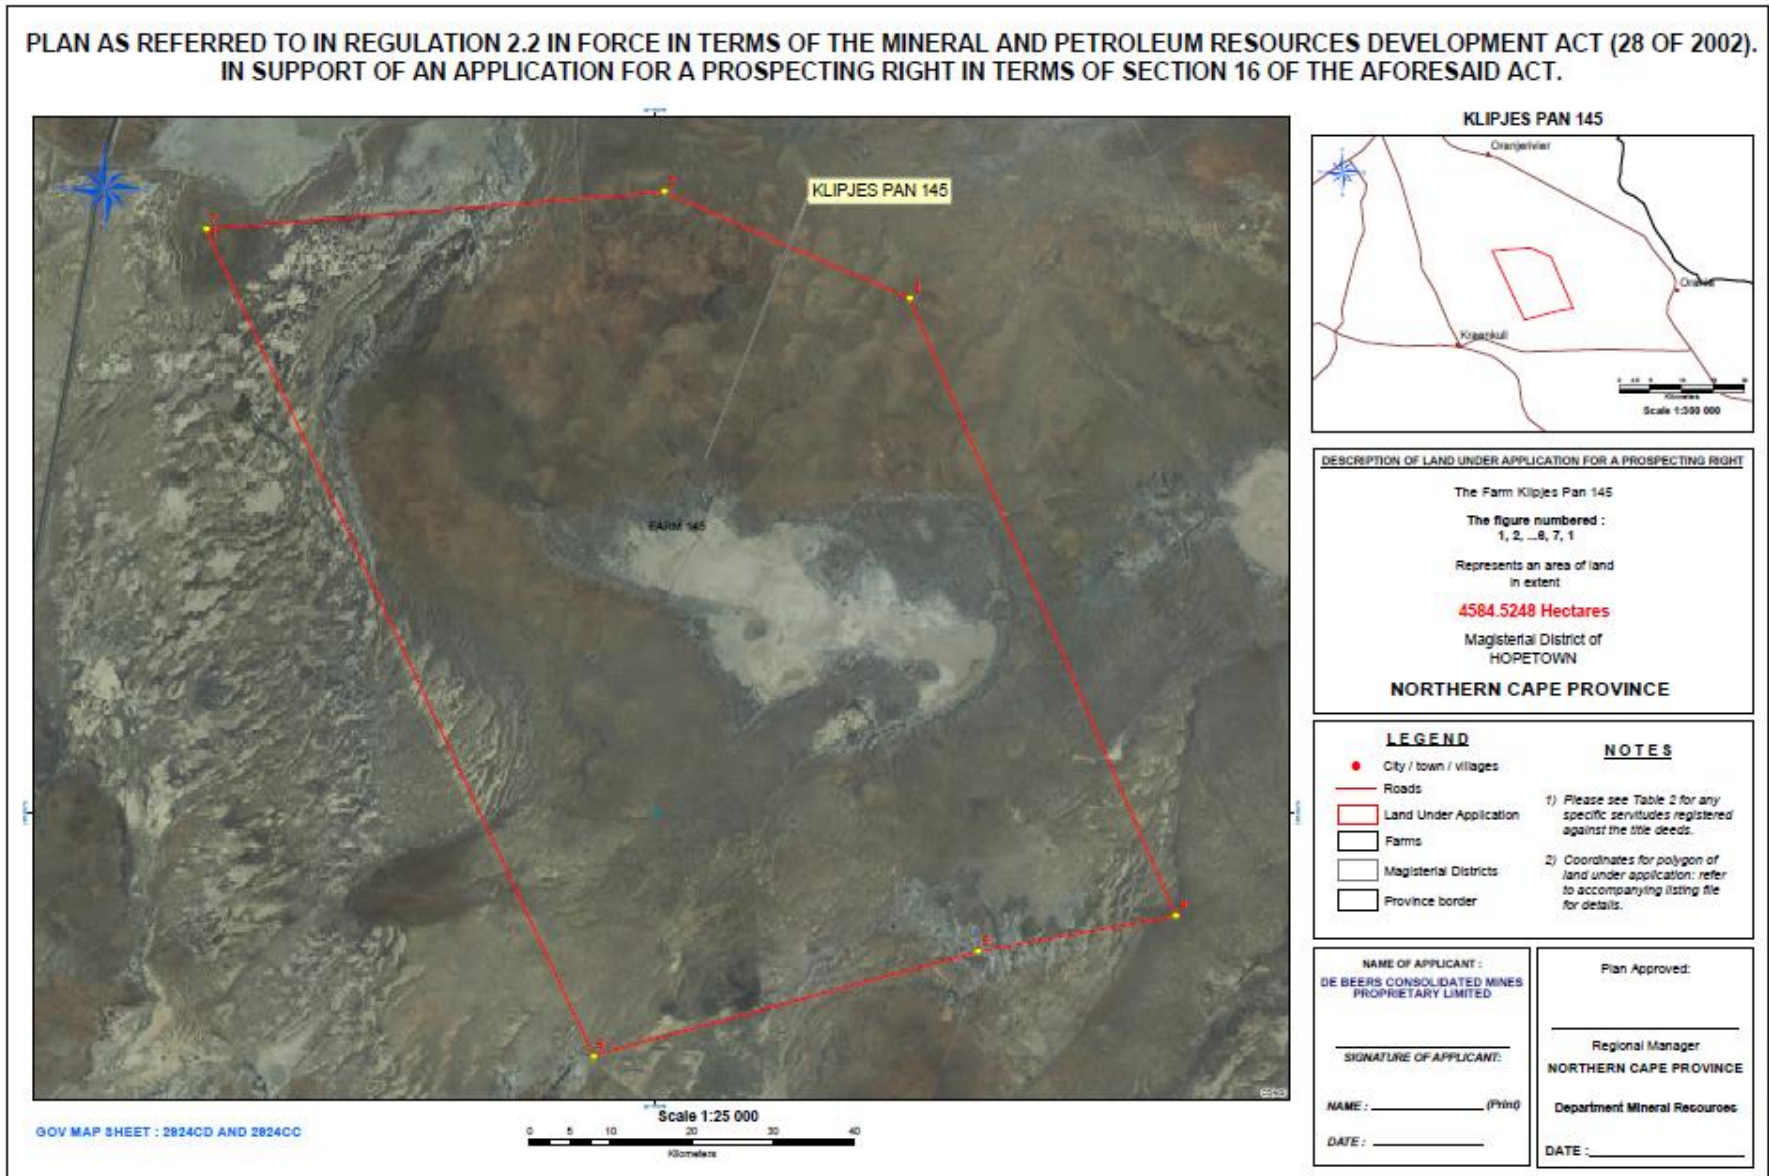 PLAN AS REFERRED TO IN REGULATION 2.2 IN FORCE IN TERMS OF THE MINERAL AND PETROLEUM RESOURCES DEVELOPMENT ACT (28 OF 2002).
IN SUPPORT OF AN APPLICATION FOR A PROSPECTING RIGHT IN TERMS OF SECTION 16 OF THE AFORESAID ACT.
KLIPJES PAN 145
FARM 145
GOV MAP SHEET : 2924CD AND 2924CC
Scale 1:25 000
0 5 10 20 30 40
Kilometers
KLIPJES PAN 145
Oranjerivier
Orania
Kraankuil
Kilometers
Scale 1:300 000
DESCRIPTION OF LAND UNDER APPLICATION FOR A PROSPECTING RIGHT
The Farm Klipjes Pan 145
The figure numbered :
1, 2, ...6, 7, 1
Represents an area of land
in extent
4584.5248 Hectares
Magisterial District of
HOPETOWN
NORTHERN CAPE PROVINCE
LEGEND
City / town / villages
Roads
Land Under Application
Farms
Magisterial Districts
Province border
NOTES
1) Please see Table 2 for any
specific servitudes registered
against the title deeds.
2) Coordinates for polygon of
land under application: refer
to accompanying listing file
for details.
NAME OF APPLICANT :
DE BEERS CONSOLIDATED MINES
PROPRIETARY LIMITED
SIGNATURE OF APPLICANT:
NAME : (Print)
DATE :
Plan Approved:
Regional Manager
NORTHERN CAPE PROVINCE
Department Mineral Resources
DATE :